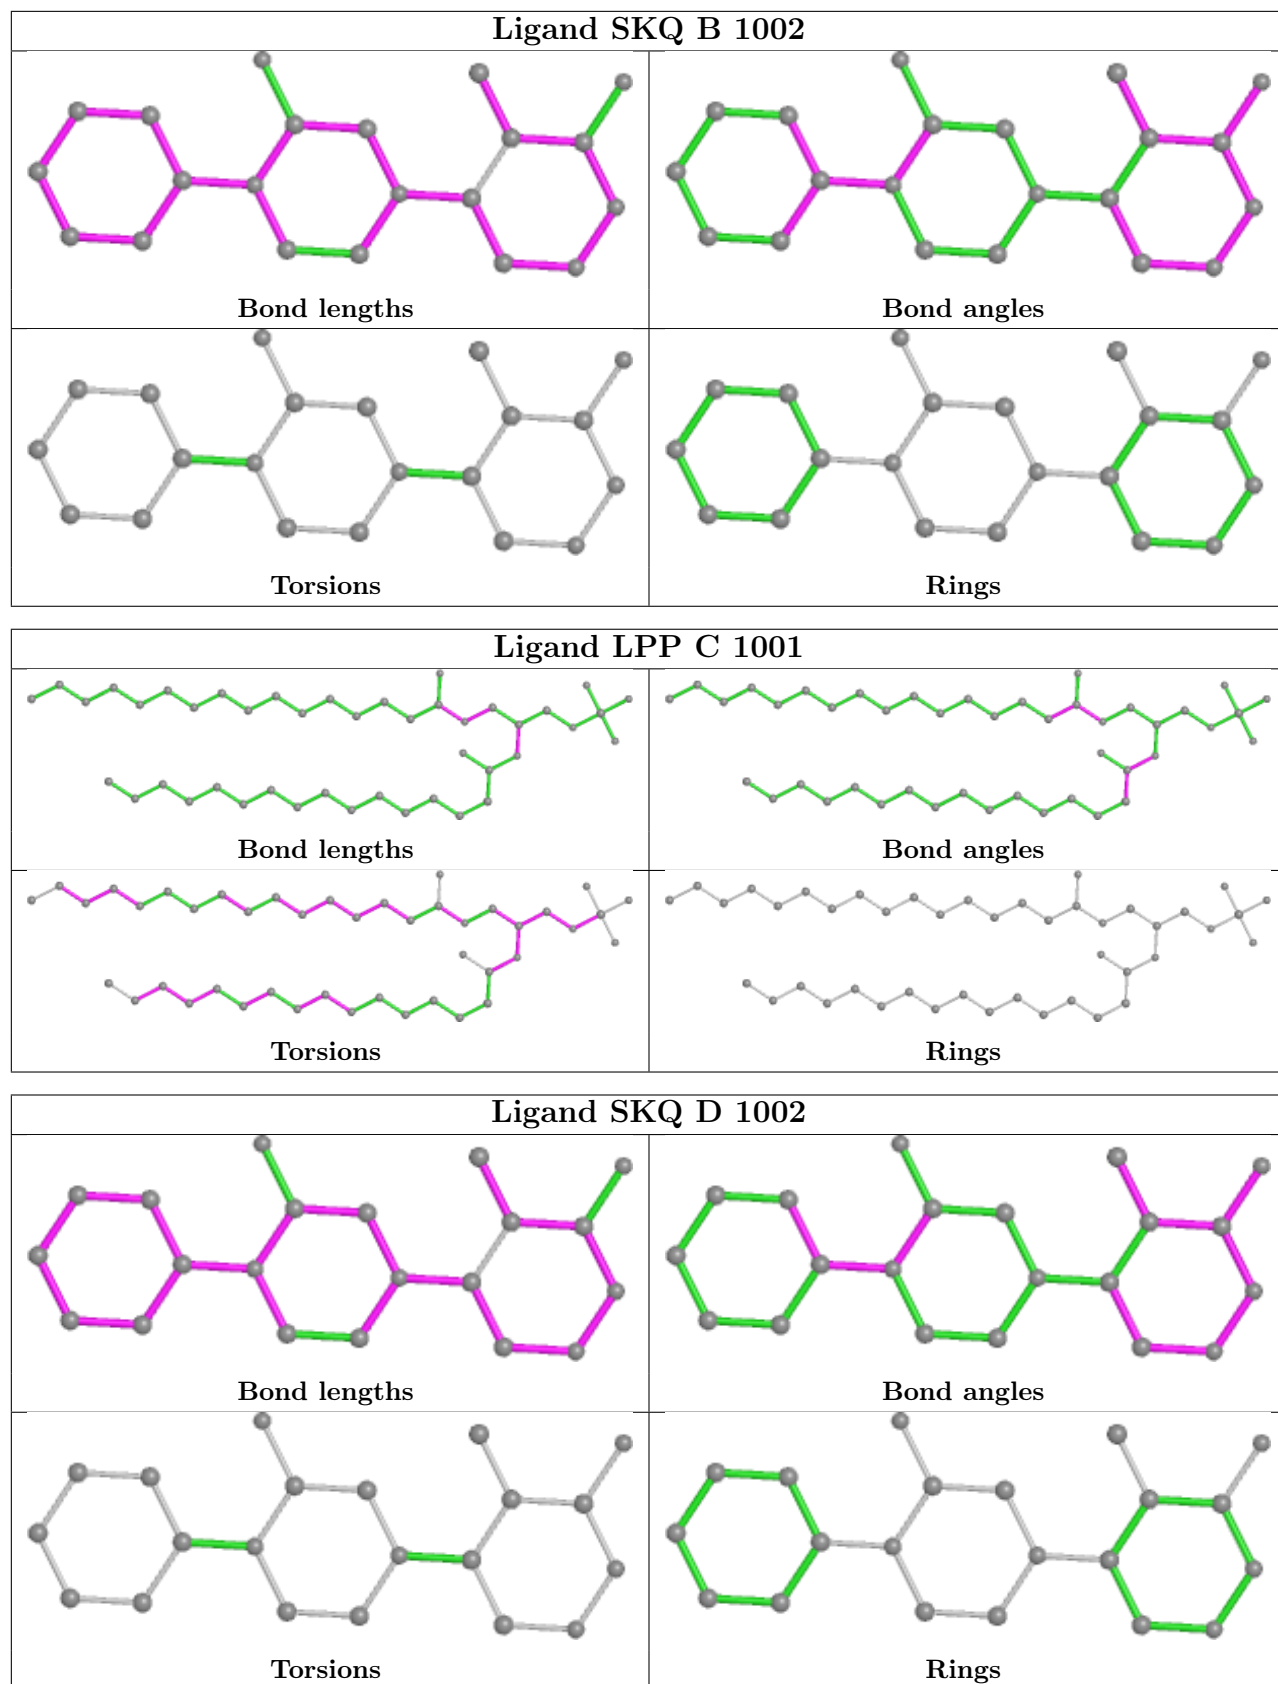 Ligand SKQ B 1002
Bond lengths
Bond angles
Torsions
Rings
Ligand LPP C 1001
Bond lengths
Bond angles
Torsions
Rings
Ligand SKQ D 1002
Bond lengths
Bond angles
Torsions
Rings